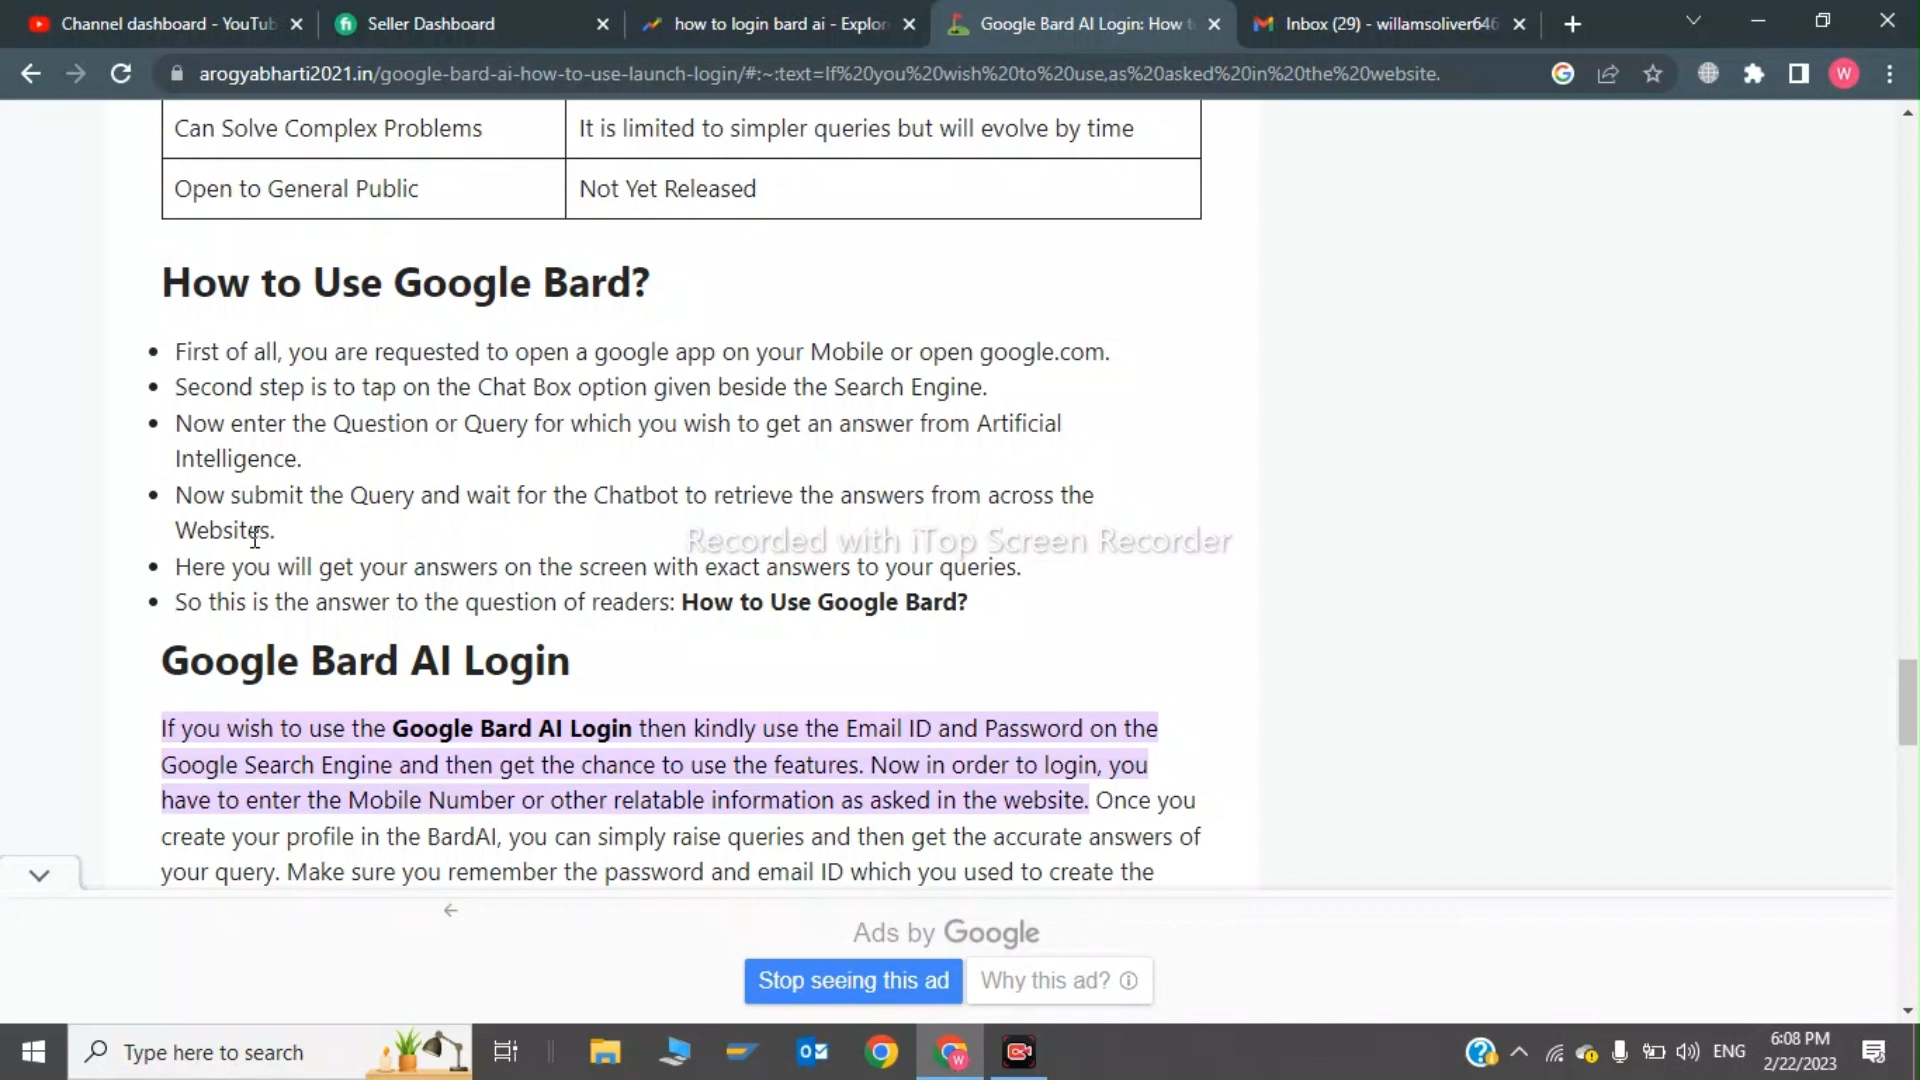 Channel dashboard - YouTub
Seller Dashboard
how to login bard ai - Explor
Google Bard AI Login: How t
Inbox (29) - willamsoliver646
arogyabharti2021.in/google-bard-ai-how-to-use-launch-login/#:~:text=If%20you%20wish%20to%20use,as%20asked%20in%20the%20website.
W
Can Solve Complex Problems
It is limited to simpler queries but will evolve by time
Open to General Public
Not Yet Released
How to Use Google Bard?
• First of all, you are requested to open a google app on your Mobile or open google.com.
• Second step is to tap on the Chat Box option given beside the Search Engine.
• Now enter the Question or Query for which you wish to get an answer from Artificial
Intelligence.
• Now submit the Query and wait for the Chatbot to retrieve the answers from across the
Websites.
Recorded with iTop Screen Recorder
• Here you will get your answers on the screen with exact answers to your queries.
• So this is the answer to the question of readers: How to Use Google Bard?
Google Bard AI Login
If you wish to use the Google Bard AI Login then kindly use the Email ID and Password on the
Google Search Engine and then get the chance to use the features. Now in order to login, you
have to enter the Mobile Number or other relatable information as asked in the website. Once you
create your profile in the BardAI, you can simply raise queries and then get the accurate answers of
your query. Make sure you remember the password and email ID which you used to create the
Ads by Google
Stop seeing this ad
Why this ad?
Type here to search
ENG
6:08 PM
2/22/2023